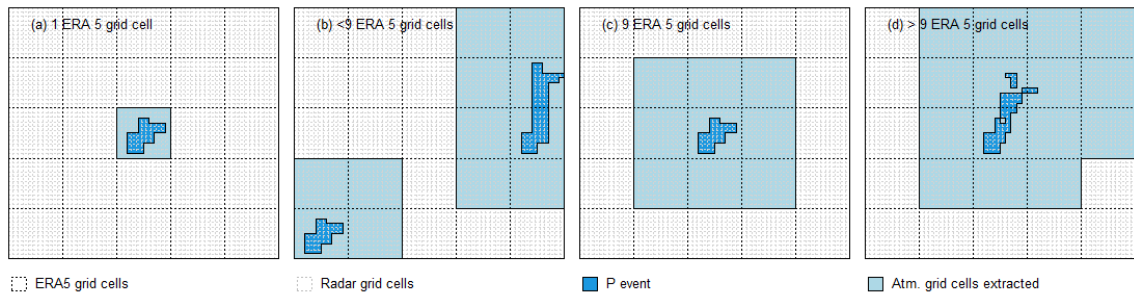 (a) 1 ERA 5 grid cell
(b) <9 ERA 5 grid cells
(c) 9 ERA 5 grid cells
(d) > 9 ERA 5 grid cells
ERA5 grid cells
Radar grid cells
P event
Atm. grid cells extracted